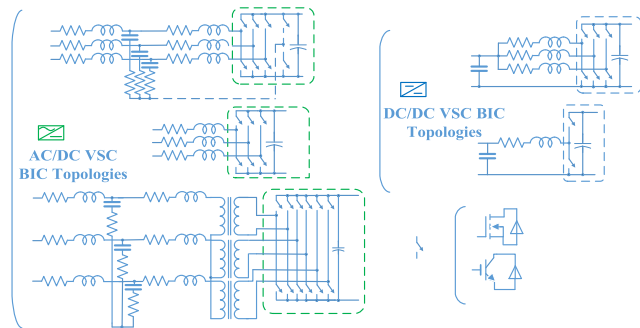 AC/DC VSC
BIC Topologies
DC/DC VSC BIC
Topologies